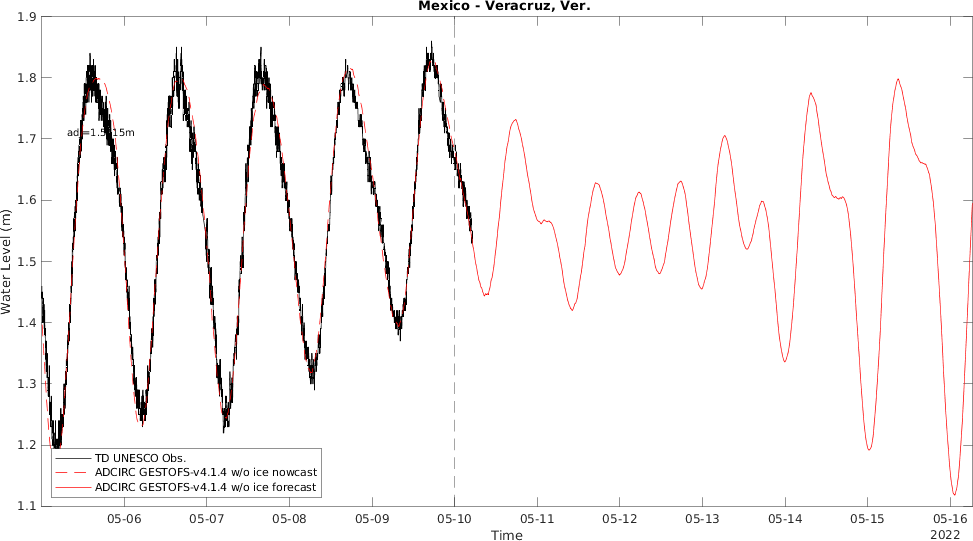 Mexico - Veracruz, Ver.
1.9
1.8
1.7
1.6
1.5
1.4
1.3
1.2
1.1
Water Level (m)
TD UNESCO Obs.
ADCIRC GESTOFS-v4.1.4 w/o ice nowcast
ADCIRC GESTOFS-v4.1.4 w/o ice forecast
05-06 05-07 05-08 05-09 05-10 05-11 05-12 05-13 05-14 05-15 05-16
Time
2022